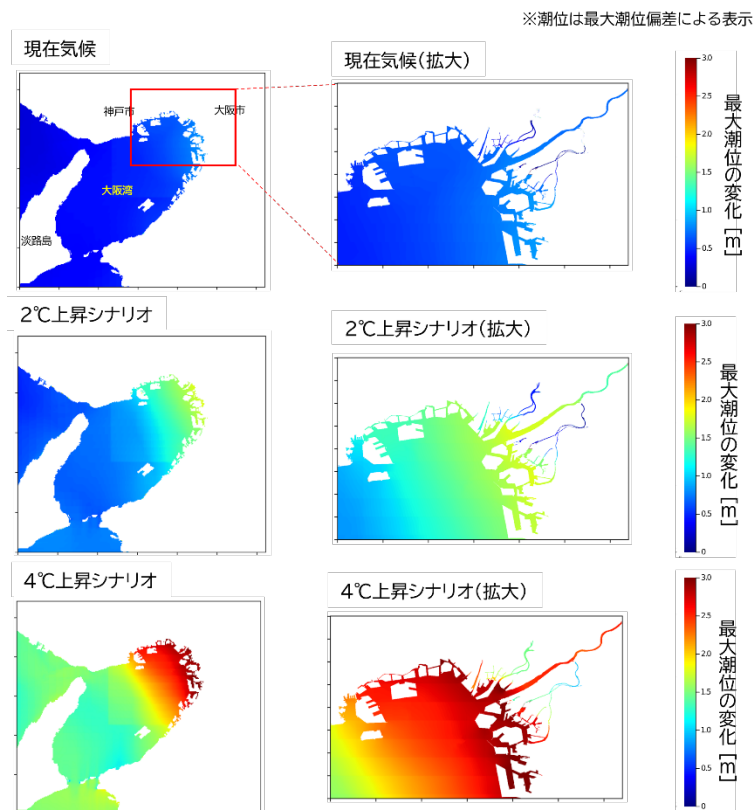 ※潮位は最大潮位偏差による表示
現在気候
現在気候(拡大)
神戸市
大阪市
大阪湾
淡路島
3.0
2.5
2.0
1.5
1.0
0.5
0
最大潮位の変化 [m]
2℃上昇シナリオ
2℃上昇シナリオ(拡大)
3.0
2.5
2.0
1.5
1.0
0.5
0
最大潮位の変化 [m]
4℃上昇シナリオ
4℃上昇シナリオ(拡大)
3.0
2.5
2.0
1.5
1.0
0.5
0
最大潮位の変化 [m]